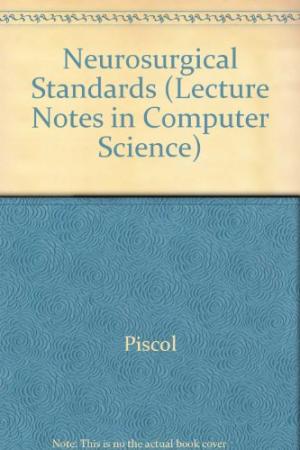 Neurosurgical
Standards (Lecture
Notes in Computer
Science)
Piscol
Note: This is no the actual book cover